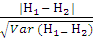 |H₁ − H₂|
√Var (H₁− H₂)